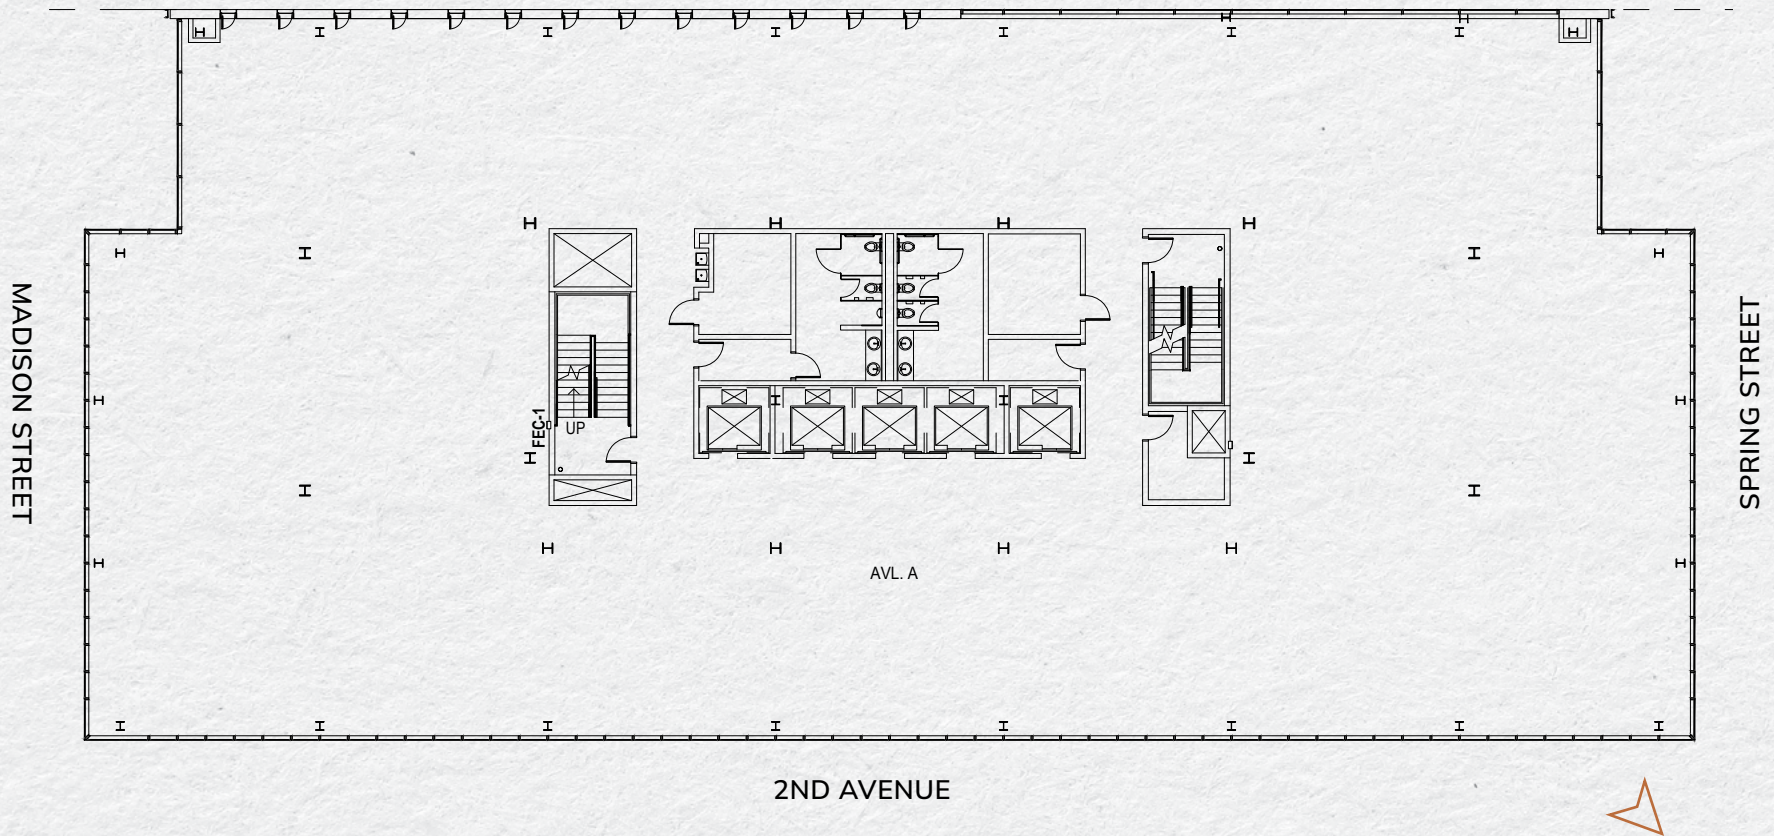 MADISON STREET
SPRING STREET
FEC-1
UP
AVL. A
2ND AVENUE